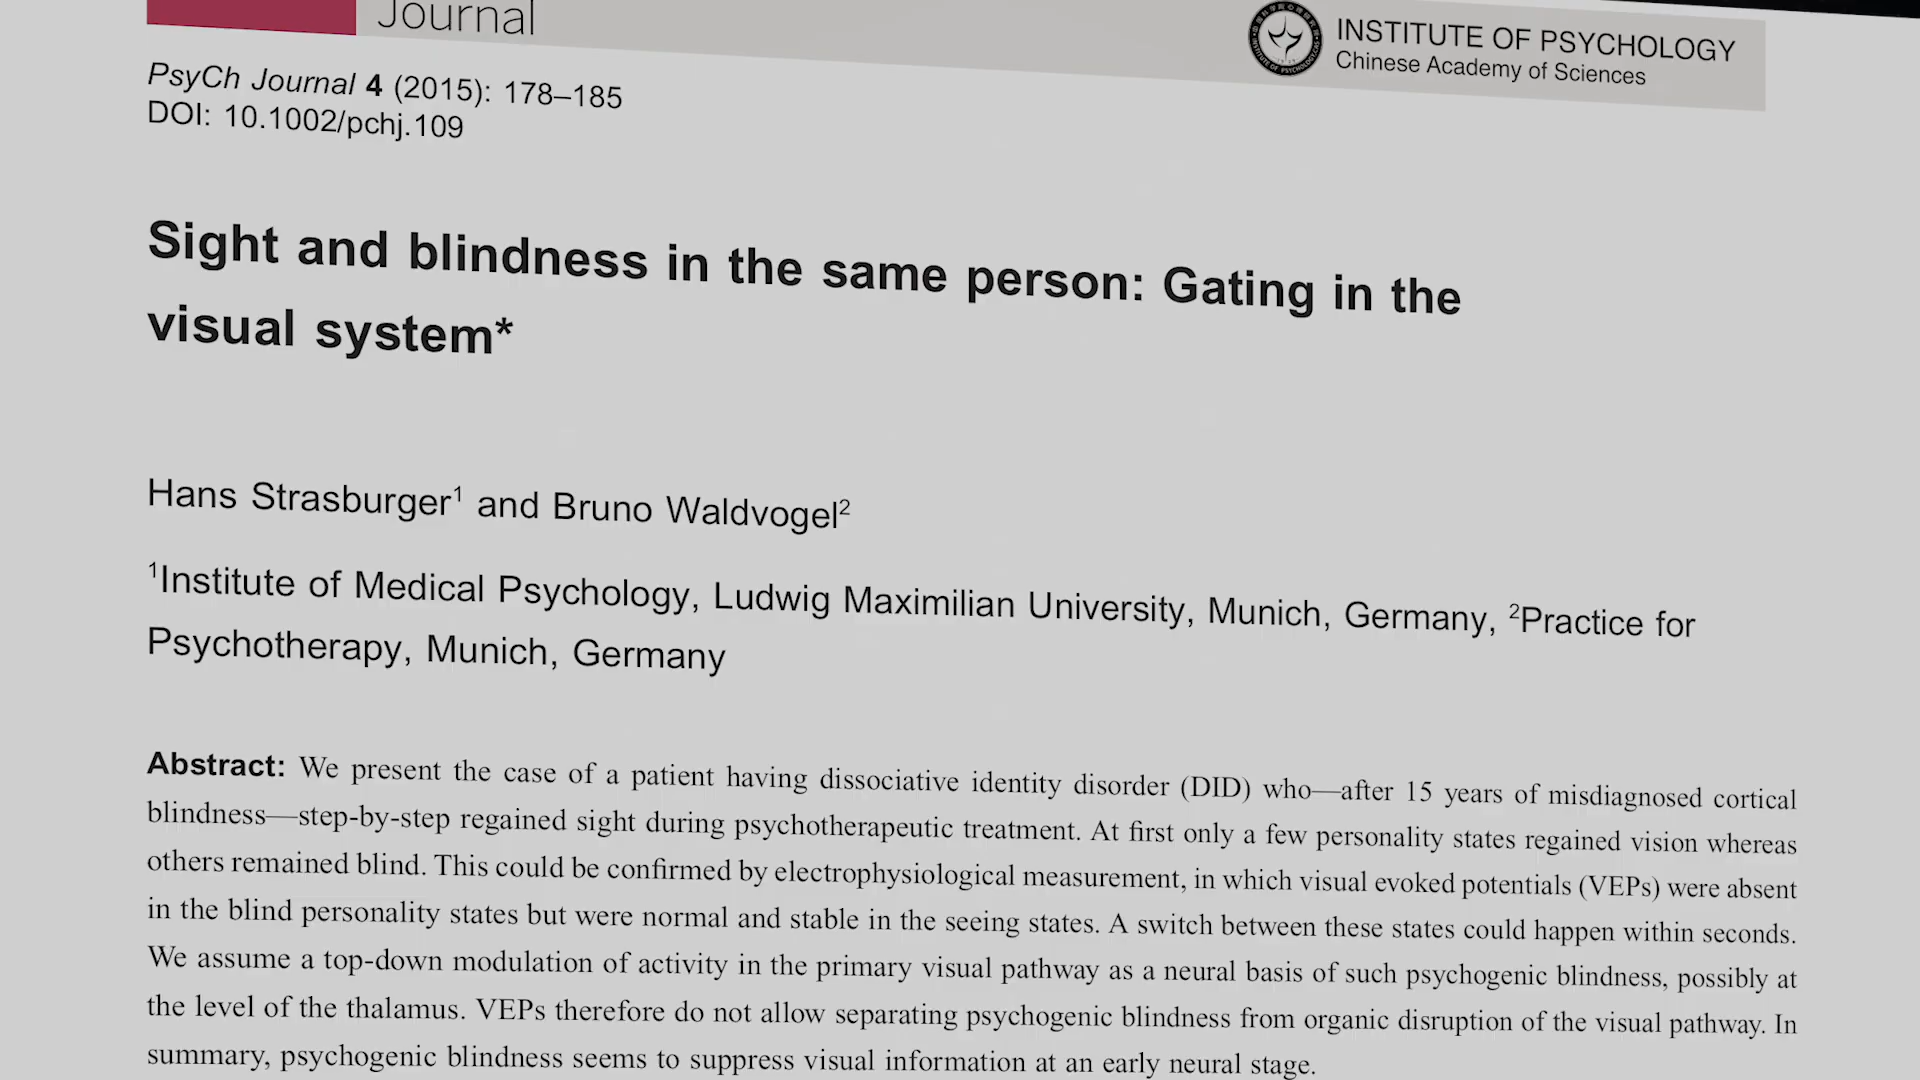 Journal
INSTITUTE OF PSYCHOLOGY
Chinese Academy of Sciences
PsyCh Journal 4 (2015): 178–185
DOI: 10.1002/pchj.109
Sight and blindness in the same person: Gating in the
visual system*
Hans Strasburger¹ and Bruno Waldvogel²
¹Institute of Medical Psychology, Ludwig Maximilian University, Munich, Germany, ²Practice for
Psychotherapy, Munich, Germany
Abstract: We present the case of a patient having dissociative identity disorder (DID) who—after 15 years of misdiagnosed cortical
blindness—step-by-step regained sight during psychotherapeutic treatment. At first only a few personality states regained vision whereas
others remained blind. This could be confirmed by electrophysiological measurement, in which visual evoked potentials (VEPs) were absent
in the blind personality states but were normal and stable in the seeing states. A switch between these states could happen within seconds.
We assume a top-down modulation of activity in the primary visual pathway as a neural basis of such psychogenic blindness, possibly at
the level of the thalamus. VEPs therefore do not allow separating psychogenic blindness from organic disruption of the visual pathway. In
summary, psychogenic blindness seems to suppress visual information at an early neural stage.